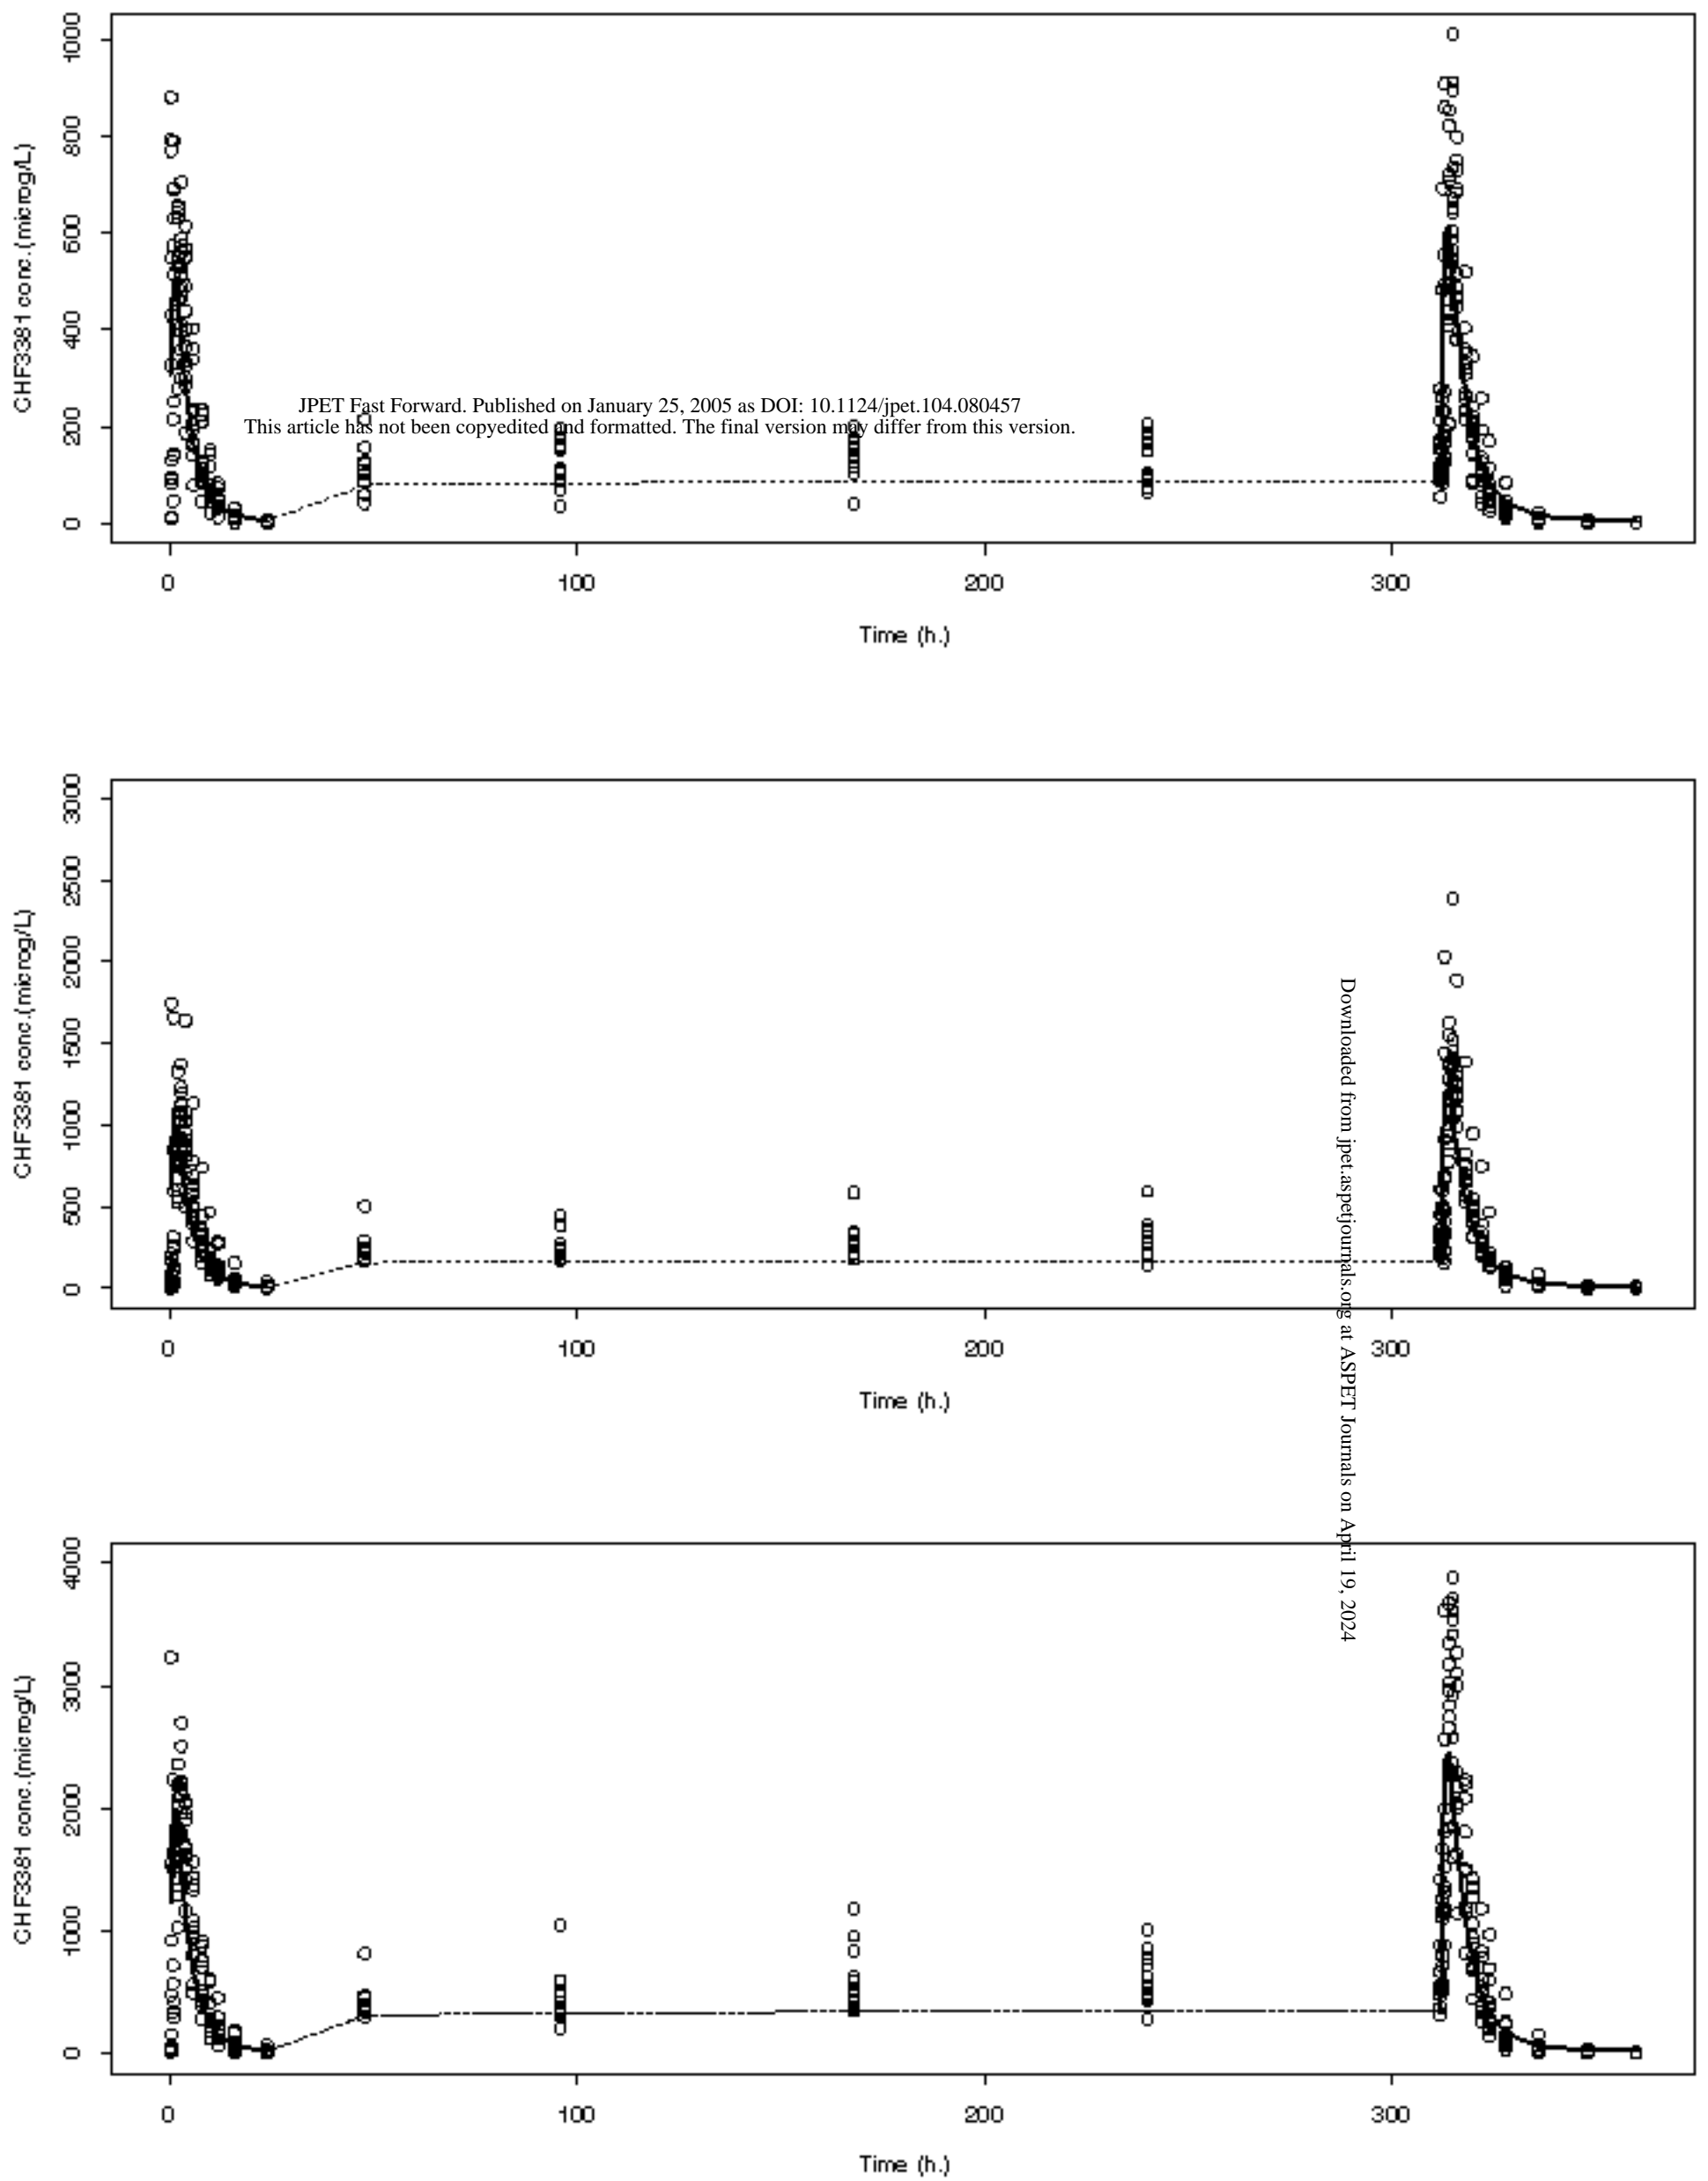 1000
800
600
400
200
0
CHF3381 conc.(microg/L)
JPET Fast Forward. Published on January 25, 2005 as DOI: 10.1124/jpet.104.080457
This article has not been copyedited and formatted. The final version may differ from this version.
0 100 200 300
Time (h.)
3000
2500
2000
1500
1000
500
0
CHF3381 conc.(microg/L)
0 100 200 300
Time (h.)
Downloaded from jpet.aspetjournals.org at ASPET Journals on April 19, 2024
4000
3000
2000
1000
0
CHF3381 conc.(microg/L)
0 100 200 300
Time (h.)